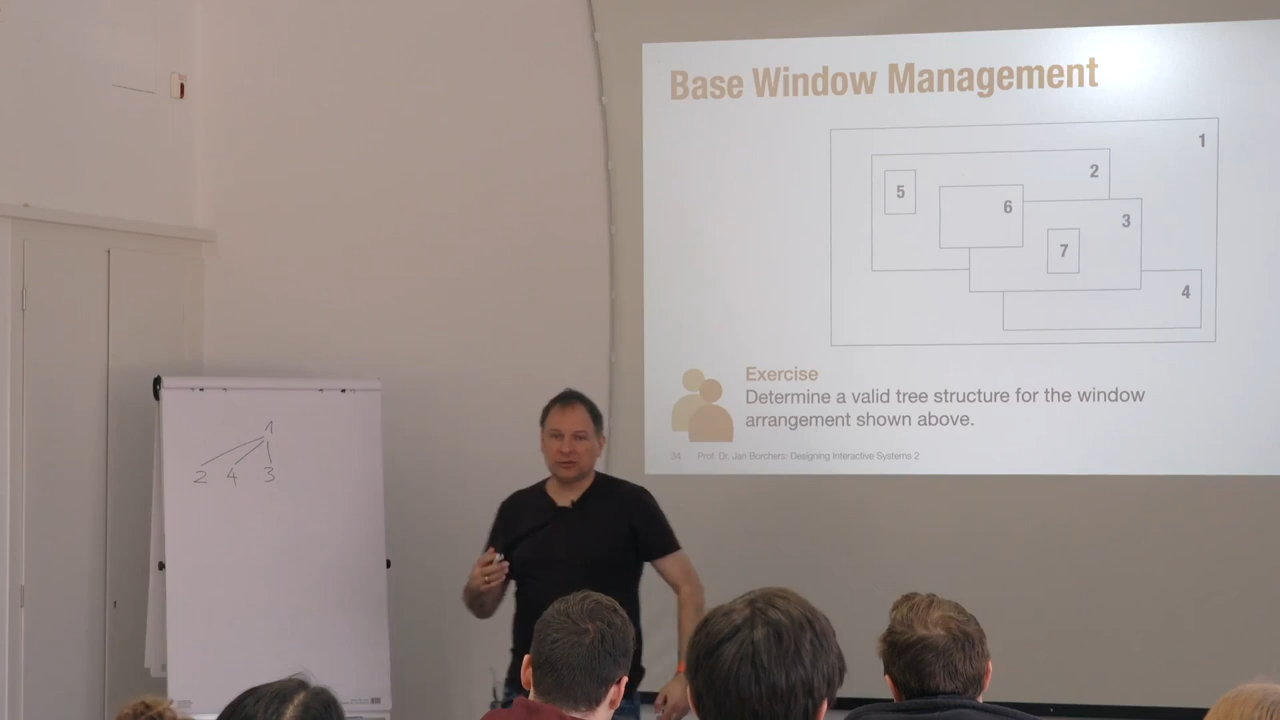 Base Window Management
1
2
5
6
3
7
4
Exercise
Determine a valid tree structure for the window
arrangement shown above.
34 Prof. Dr. Jan Borchers: Designing Interactive Systems 2
1
2 4 3